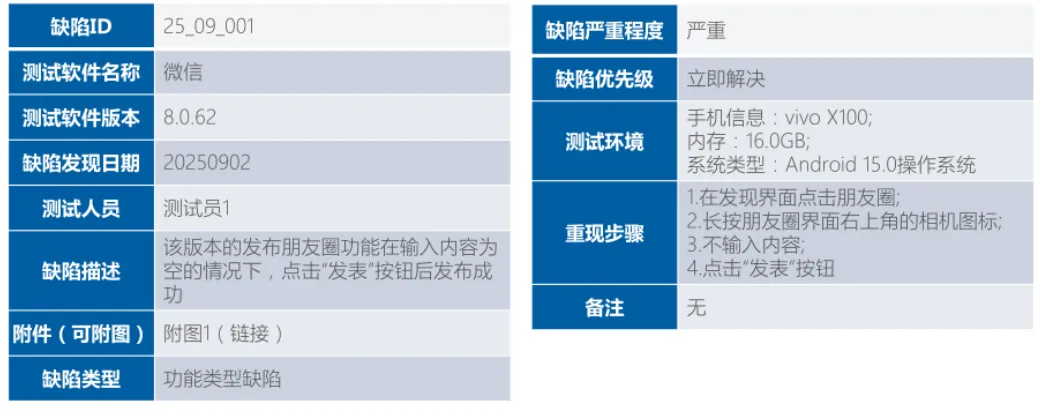 缺陷ID 25_09_001
测试软件名称 微信
测试软件版本 8.0.62
缺陷发现日期 20250902
测试人员 测试员1
缺陷描述 该版本的发布朋友圈功能在输入内容为
空的情况下，点击“发表”按钮后发布成
功
附件（可附图） 附图1（链接）
缺陷类型 功能类型缺陷
缺陷严重程度 严重
缺陷优先级 立即解决
测试环境 手机信息：vivo X100;
内存：16.0GB;
系统类型：Android 15.0操作系统
重现步骤 1.在发现界面点击朋友圈;
2.长按朋友圈界面右上角的相机图标;
3.不输入内容;
4.点击“发表”按钮
备注 无